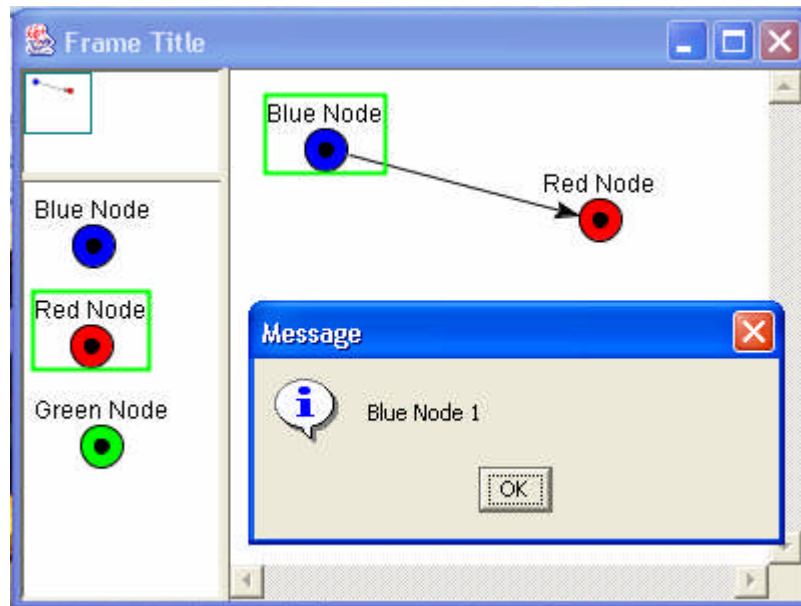 Frame Title
Blue Node
Red Node
Green Node
Blue Node
Red Node
Message
Blue Node 1
OK